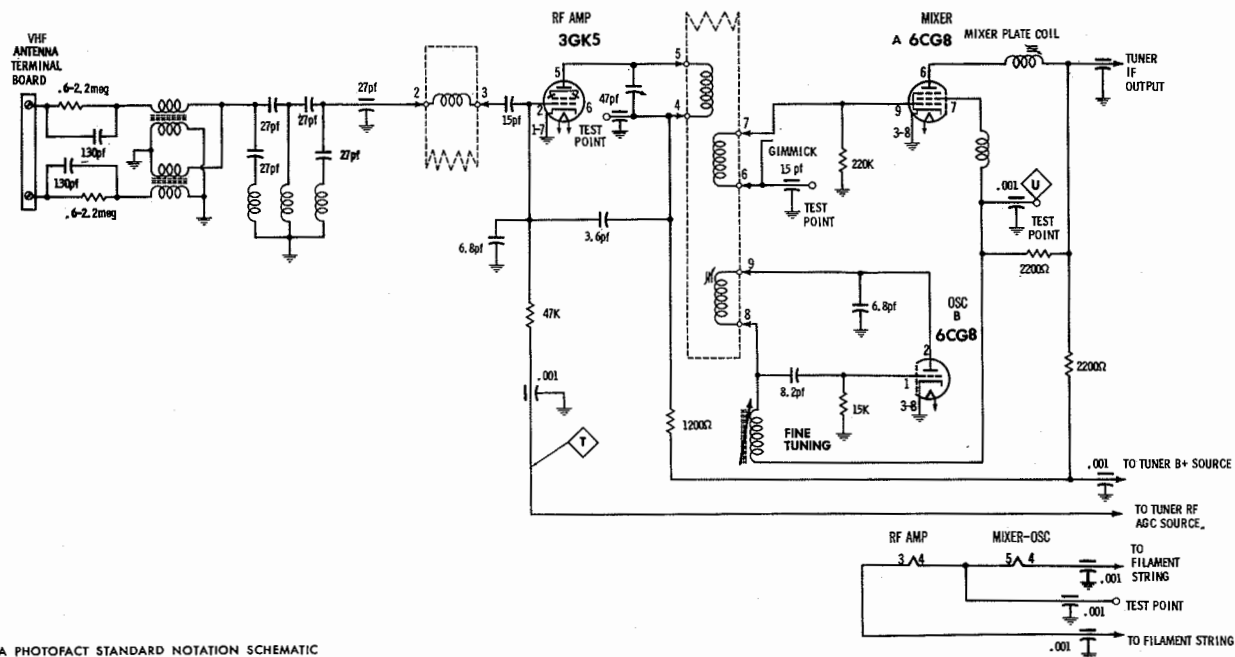 VHF
ANTENNA
TERMINAL
BOARD
.6-2.2meg
130pf
130pf
.6-2.2meg
27pf
27pf
27pf
27pf
27pf
2
3
15pf
RF AMP
3GK5
5
2
6
1-7
47pf
TEST
POINT
5
4
6.8pf
3.6pf
47K
.001
T
1200Ω
7
GIMMICK
6
15 pf
TEST
POINT
220K
MIXER
A 6CG8
6
9
7
3-8
MIXER PLATE COIL
TUNER
IF
OUTPUT
.001
U
TEST
POINT
2200Ω
9
8
6.8pf
OSC
B
6CG8
2
1
3-8
8.2pf
15K
FINE
TUNING
2200Ω
.001
TO TUNER B+ SOURCE
TO TUNER RF
AGC SOURCE.
RF AMP
3 4
MIXER-OSC
5 4
TO
FILAMENT
STRING
.001
TEST POINT
.001
TO FILAMENT STRING
.001
A PHOTOFACT STANDARD NOTATION SCHEMATIC